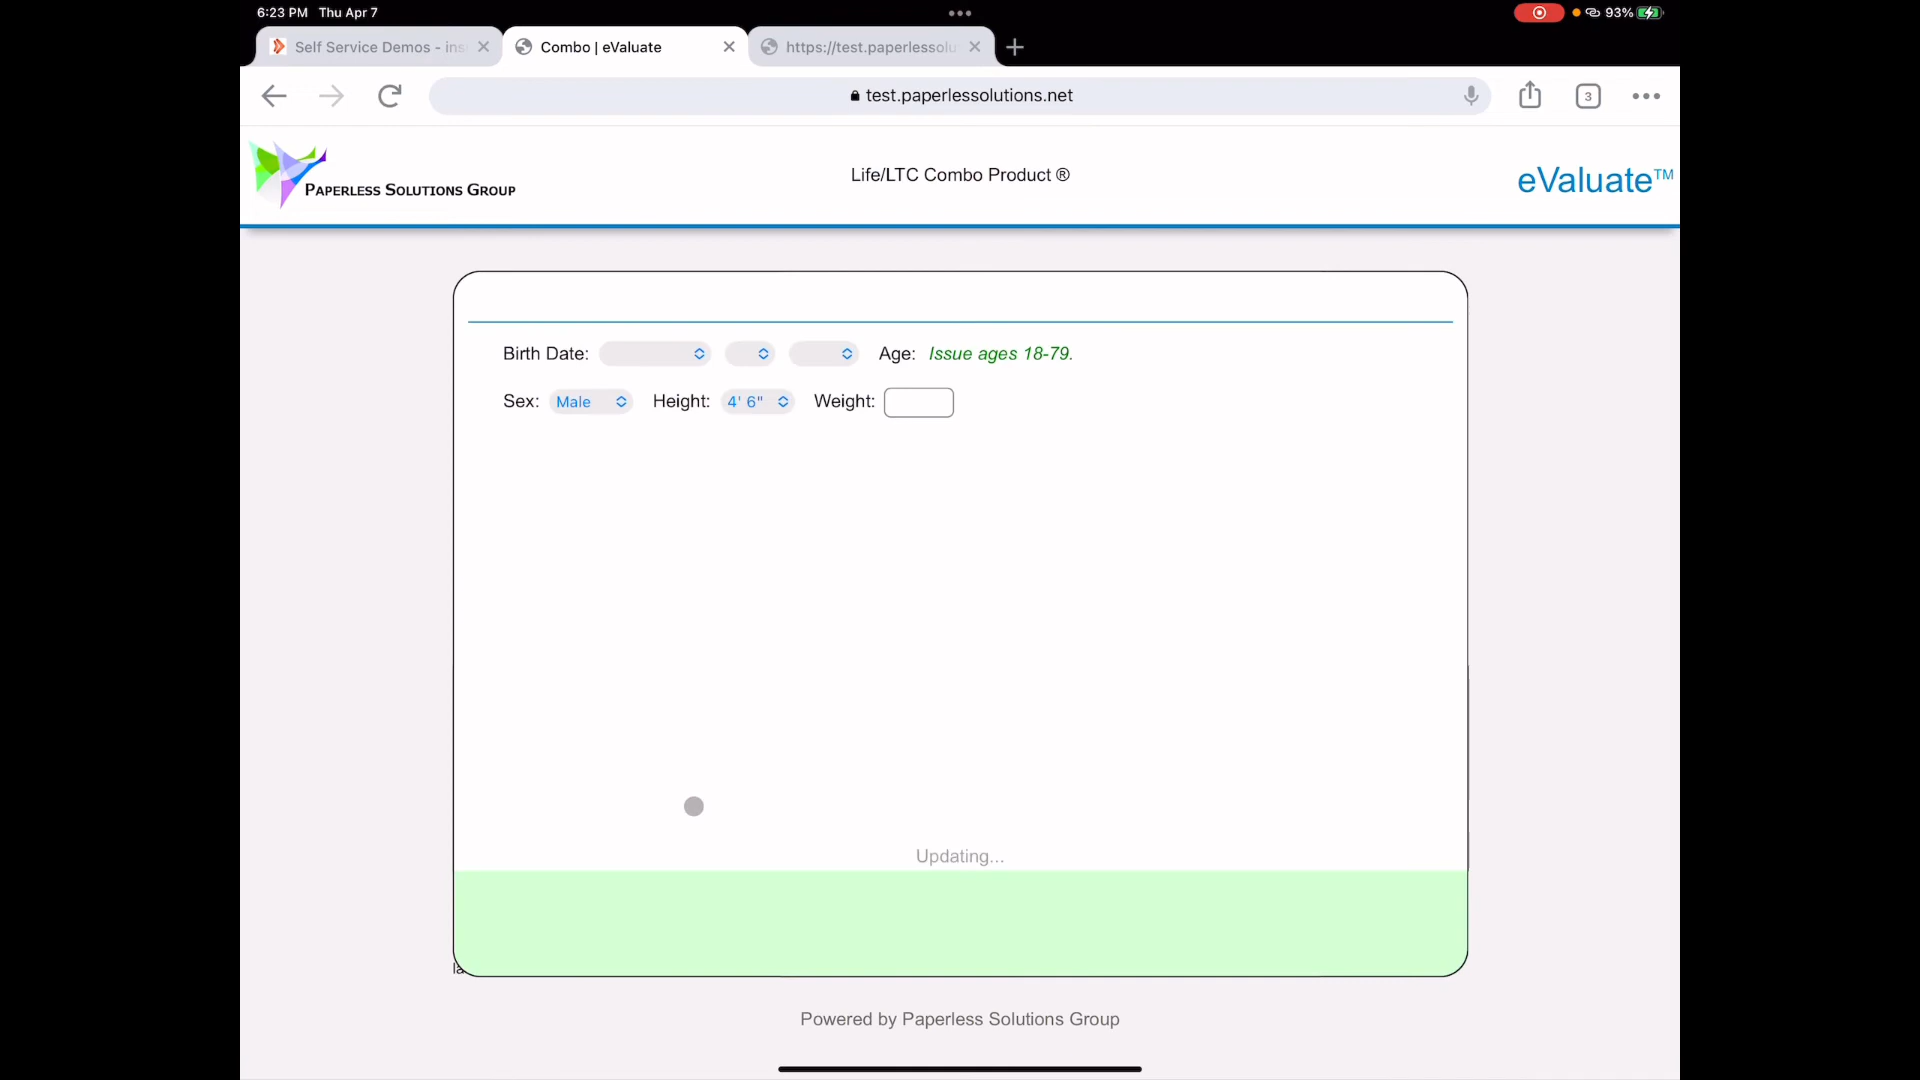 6:23 PM Thu Apr 7
93%
Self Service Demos - ins
Combo | eValuate
https://test.paperlessolu
test.paperlessolutions.net
3
PAPERLESS SOLUTIONS GROUP
Life/LTC Combo Product ®
eValuate™
Birth Date:
Age: Issue ages 18-79.
Sex: Male Height: 4' 6" Weight:
Updating...
la
Powered by Paperless Solutions Group